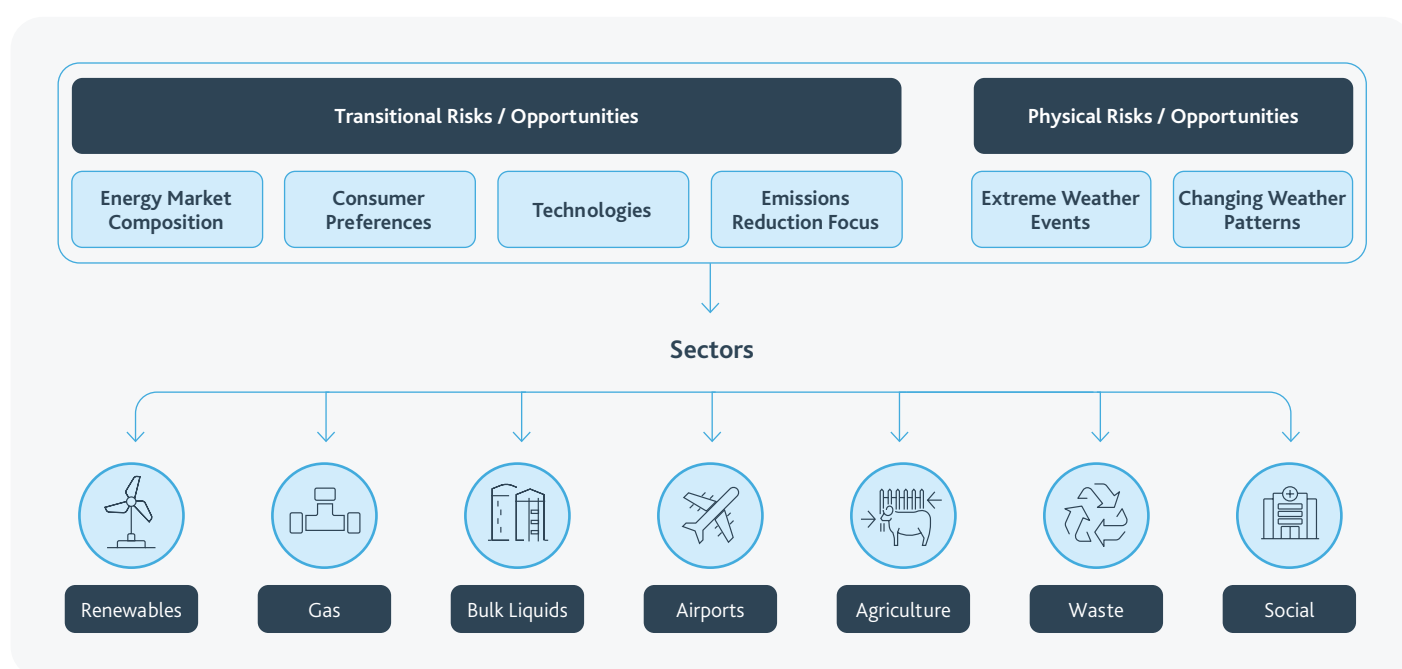 Transitional Risks / Opportunities
Physical Risks / Opportunities
Energy Market
Composition
Consumer
Preferences
Technologies
Emissions
Reduction Focus
Extreme Weather
Events
Changing Weather
Patterns
Sectors
Renewables
Gas
Bulk Liquids
Airports
Agriculture
Waste
Social